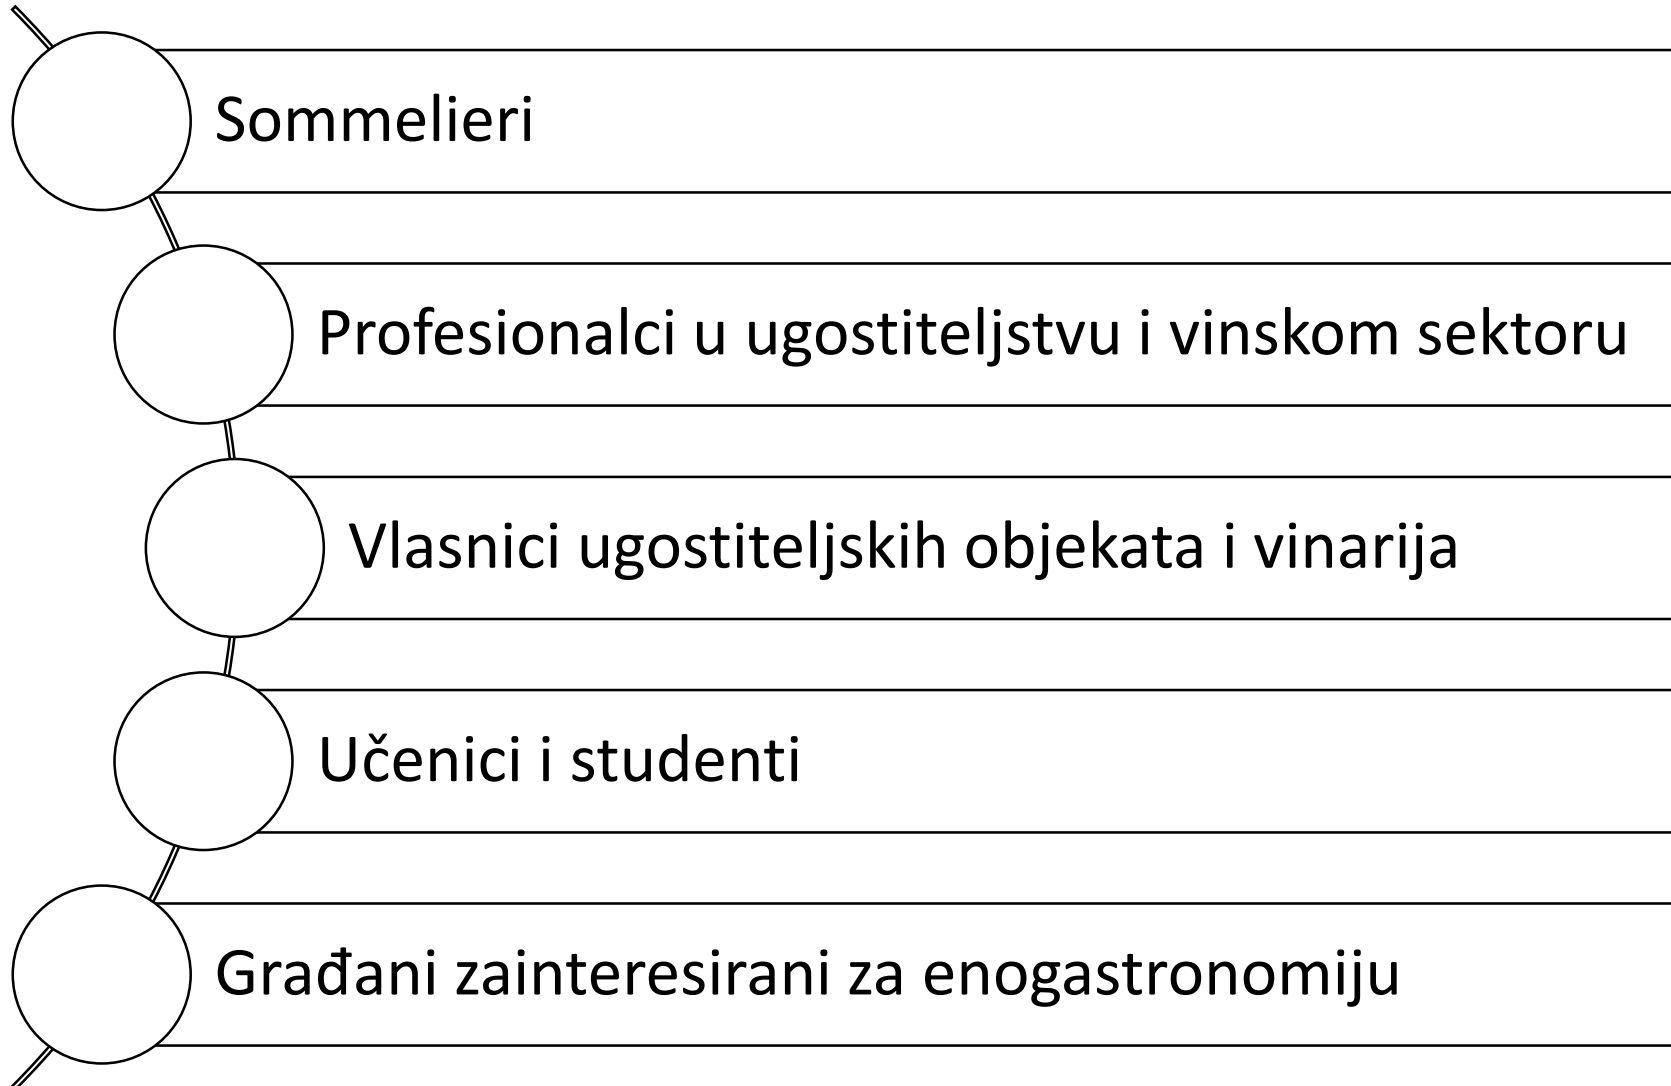 Sommelieri
Profesionalci u ugostiteljstvu i vinskom sektoru
Vlasnici ugostiteljskih objekata i vinarija
Učenici i studenti
Građani zainteresirani za enogastronomiju